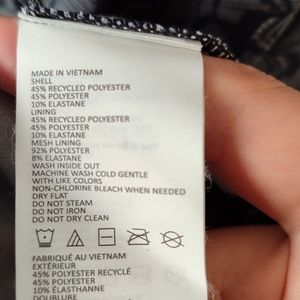 MADE IN VIETNAM
SHELL
45% RECYCLED POLYESTER
45% POLYESTER
10% ELASTANE
LINING
45% RECYCLED POLYESTER
45% POLYESTER
10% ELASTANE
MESH LINING
92% POLYESTER
8% ELASTANE
WASH INSIDE OUT
MACHINE WASH COLD GENTLE
WITH LIKE COLORS
NON-CHLORINE BLEACH WHEN NEEDED
DRY FLAT
DO NOT STEAM
DO NOT IRON
DO NOT DRY CLEAN
FABRIQUÉ AU VIETNAM
EXTÉRIEUR
45% POLYESTER RECYCLÉ
45% POLYESTER
10% ÉLASTHANNE
DOUBLURE